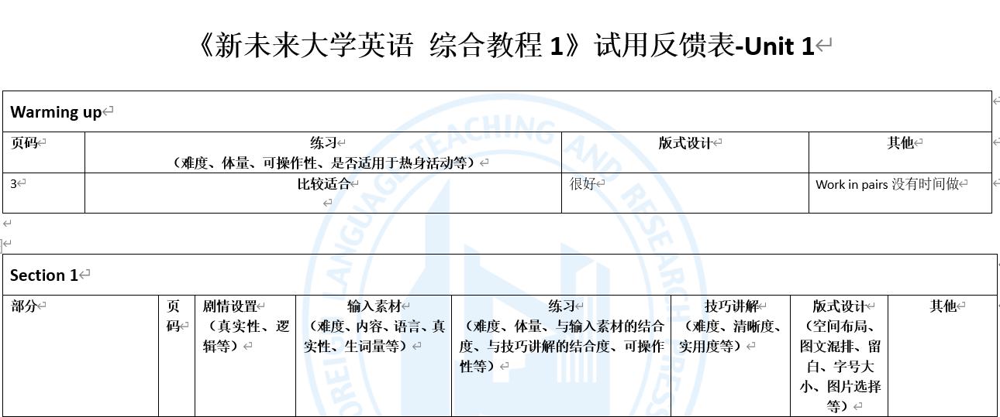 《新未来大学英语 综合教程 1》试用反馈表-Unit 1
Warming up
页码 练习 版式设计 其他
（难度、体量、可操作性、是否适用于热身活动等）
3 比较适合 很好 Work in pairs 没有时间做
Section 1
部分 页 剧情设置 输入素材 练习 技巧讲解 版式设计 其他
码 （真实性、逻 （难度、内容、语言、真 （难度、体量、与输入素材的结合 （难度、清晰度、 （空间布局、
辑等） 实性、生词量等） 度、与技巧讲解的结合度、可操作 实用度等） 图文混排、留
性等） 白、字号大
小、图片选择
等）
FOREIGN LANGUAGE TEACHING AND RESEARCH PRESS